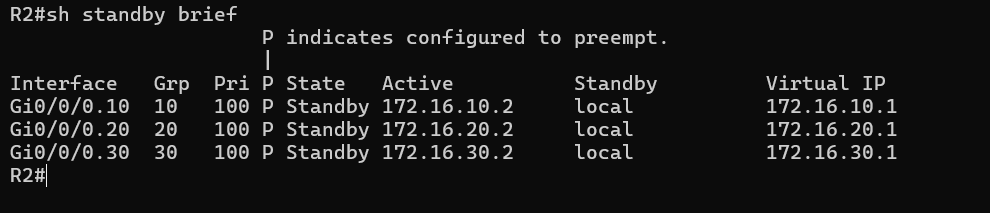 R2#sh standby brief
                     P indicates configured to preempt.
                     |
Interface   Grp  Pri P State   Active          Standby         Virtual IP
Gi0/0/0.10  10   100 P Standby 172.16.10.2     local           172.16.10.1
Gi0/0/0.20  20   100 P Standby 172.16.20.2     local           172.16.20.1
Gi0/0/0.30  30   100 P Standby 172.16.30.2     local           172.16.30.1
R2#